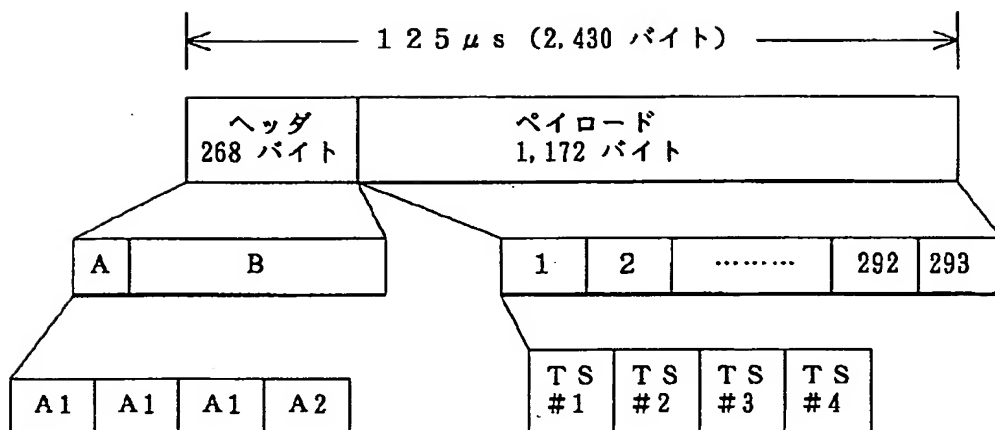 125μs (2,430 バイト)
ヘッダ
268 バイト
ペイロード
1,172 バイト
A
B
1
2
………
292
293
A1
A1
A1
A2
TS
#1
TS
#2
TS
#3
TS
#4